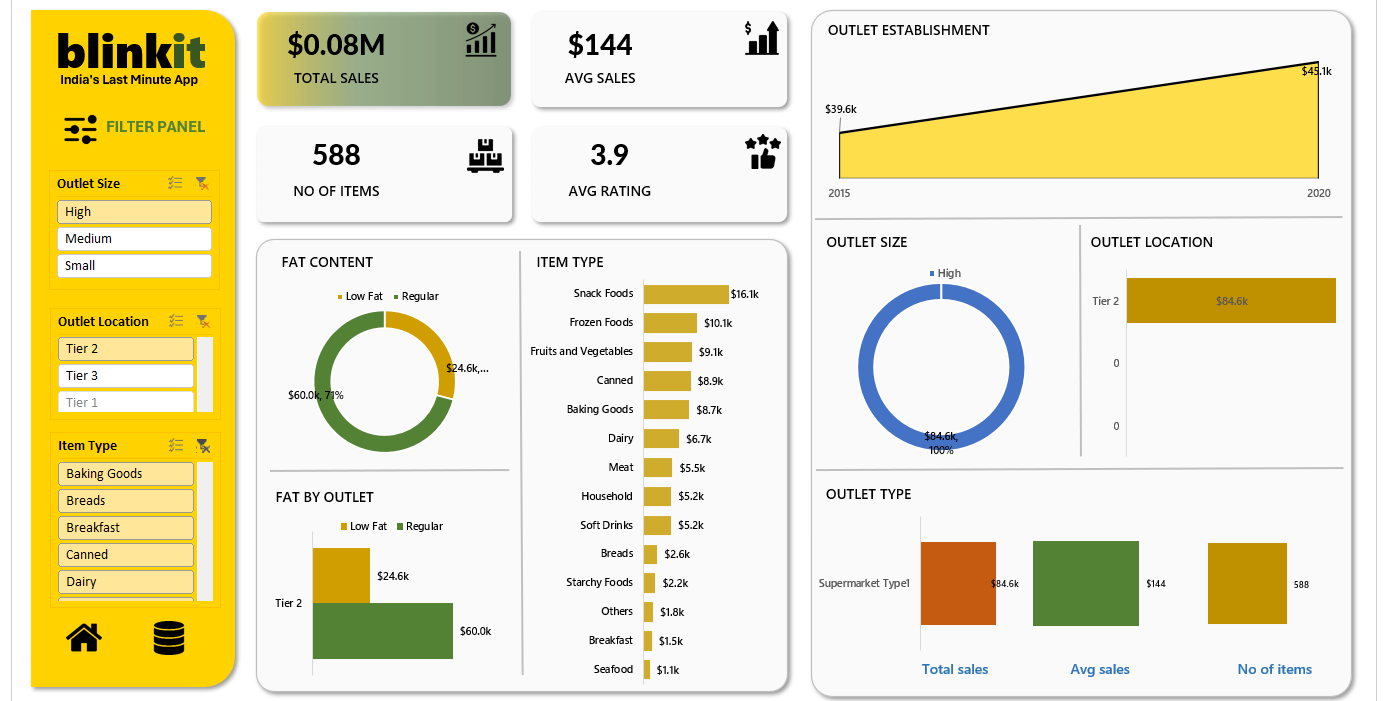 blinkit
India's Last Minute App
FILTER PANEL
Outlet Size
High
Medium
Small
Outlet Location
Tier 2
Tier 3
Tier 1
Item Type
Baking Goods
Breads
Breakfast
Canned
Dairy
$0.08M
TOTAL SALES
$144
AVG SALES
588
NO OF ITEMS
3.9
AVG RATING
FAT CONTENT
Low Fat Regular
$24.6k,...
$60.0k, 71%
FAT BY OUTLET
Low Fat Regular
$24.6k
Tier 2
$60.0k
ITEM TYPE
Snack Foods $16.1k
Frozen Foods $10.1k
Fruits and Vegetables $9.1k
Canned $8.9k
Baking Goods $8.7k
Dairy $6.7k
Meat $5.5k
Household $5.2k
Soft Drinks $5.2k
Breads $2.6k
Starchy Foods $2.2k
Others $1.8k
Breakfast $1.5k
Seafood $1.1k
OUTLET ESTABLISHMENT
$45.1k
$39.6k
2015 2020
OUTLET SIZE
High
$84.6k,
100%
OUTLET LOCATION
Tier 2 $84.6k
0
0
OUTLET TYPE
Supermarket Type1 $84.6k $144 588
Total sales Avg sales No of items